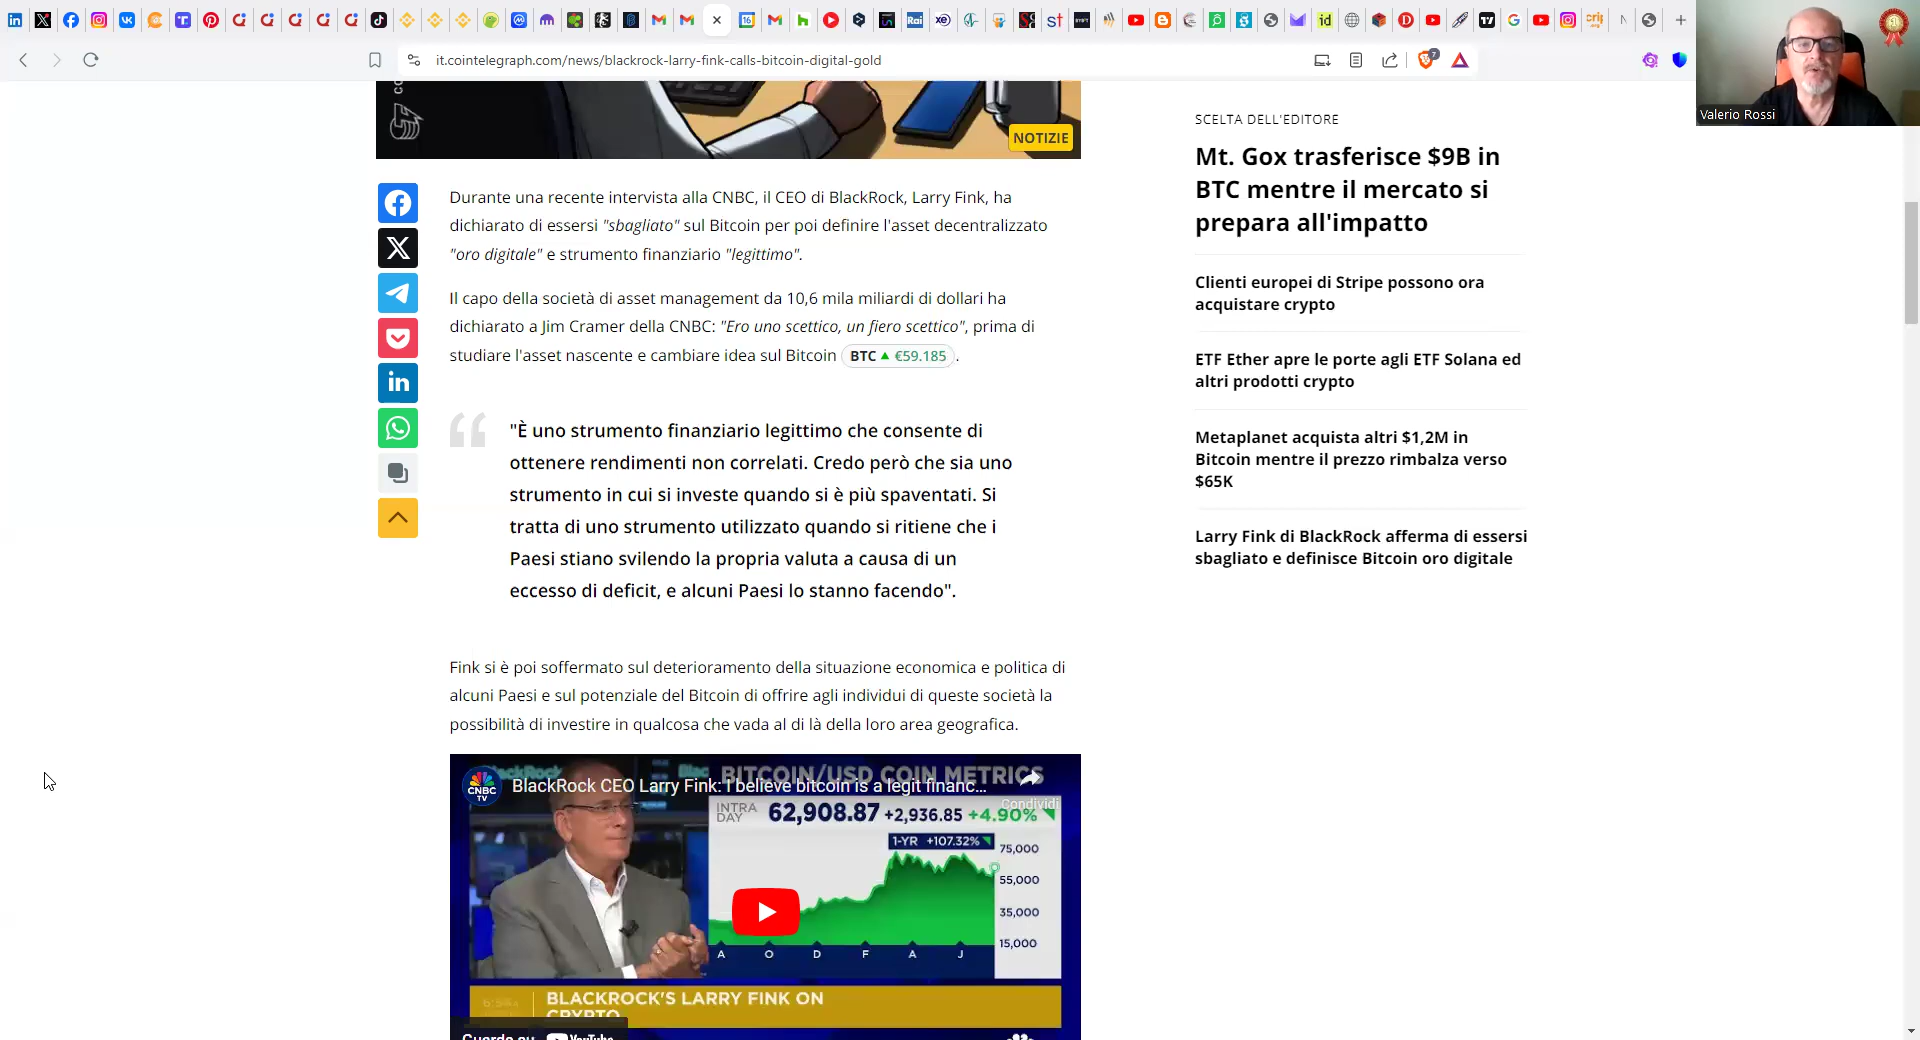 it.cointelegraph.com/news/blackrock-larry-fink-calls-bitcoin-digital-gold
7
Valerio Rossi
NOTIZIE
Durante una recente intervista alla CNBC, il CEO di BlackRock, Larry Fink, ha
dichiarato di essersi "sbagliato" sul Bitcoin per poi definire l'asset decentralizzato
"oro digitale" e strumento finanziario "legittimo".
Il capo della società di asset management da 10,6 mila miliardi di dollari ha
dichiarato a Jim Cramer della CNBC: "Ero uno scettico, un fiero scettico", prima di
studiare l'asset nascente e cambiare idea sul Bitcoin BTC ▲ €59.185 .
"È uno strumento finanziario legittimo che consente di
ottenere rendimenti non correlati. Credo però che sia uno
strumento in cui si investe quando si è più spaventati. Si
tratta di uno strumento utilizzato quando si ritiene che i
Paesi stiano svilendo la propria valuta a causa di un
eccesso di deficit, e alcuni Paesi lo stanno facendo".
Fink si è poi soffermato sul deterioramento della situazione economica e politica di
alcuni Paesi e sul potenziale del Bitcoin di offrire agli individui di queste società la
possibilità di investire in qualcosa che vada al di là della loro area geografica.
BITCOIN/USD COIN METRICS
CNBC TV
BlackRock CEO Larry Fink: I believe bitcoin is a legit financ...
Condividi
INTRA DAY 62,908.87 +2,936.85 +4.90%
1-YR +107.32%
75,000
55,000
35,000
15,000
A O D F A J
BLACKROCK'S LARRY FINK ON
CRYPTO
Guarda su YouTube
SCELTA DELL'EDITORE
Mt. Gox trasferisce $9B in
BTC mentre il mercato si
prepara all'impatto
Clienti europei di Stripe possono ora
acquistare crypto
ETF Ether apre le porte agli ETF Solana ed
altri prodotti crypto
Metaplanet acquista altri $1,2M in
Bitcoin mentre il prezzo rimbalza verso
$65K
Larry Fink di BlackRock afferma di essersi
sbagliato e definisce Bitcoin oro digitale